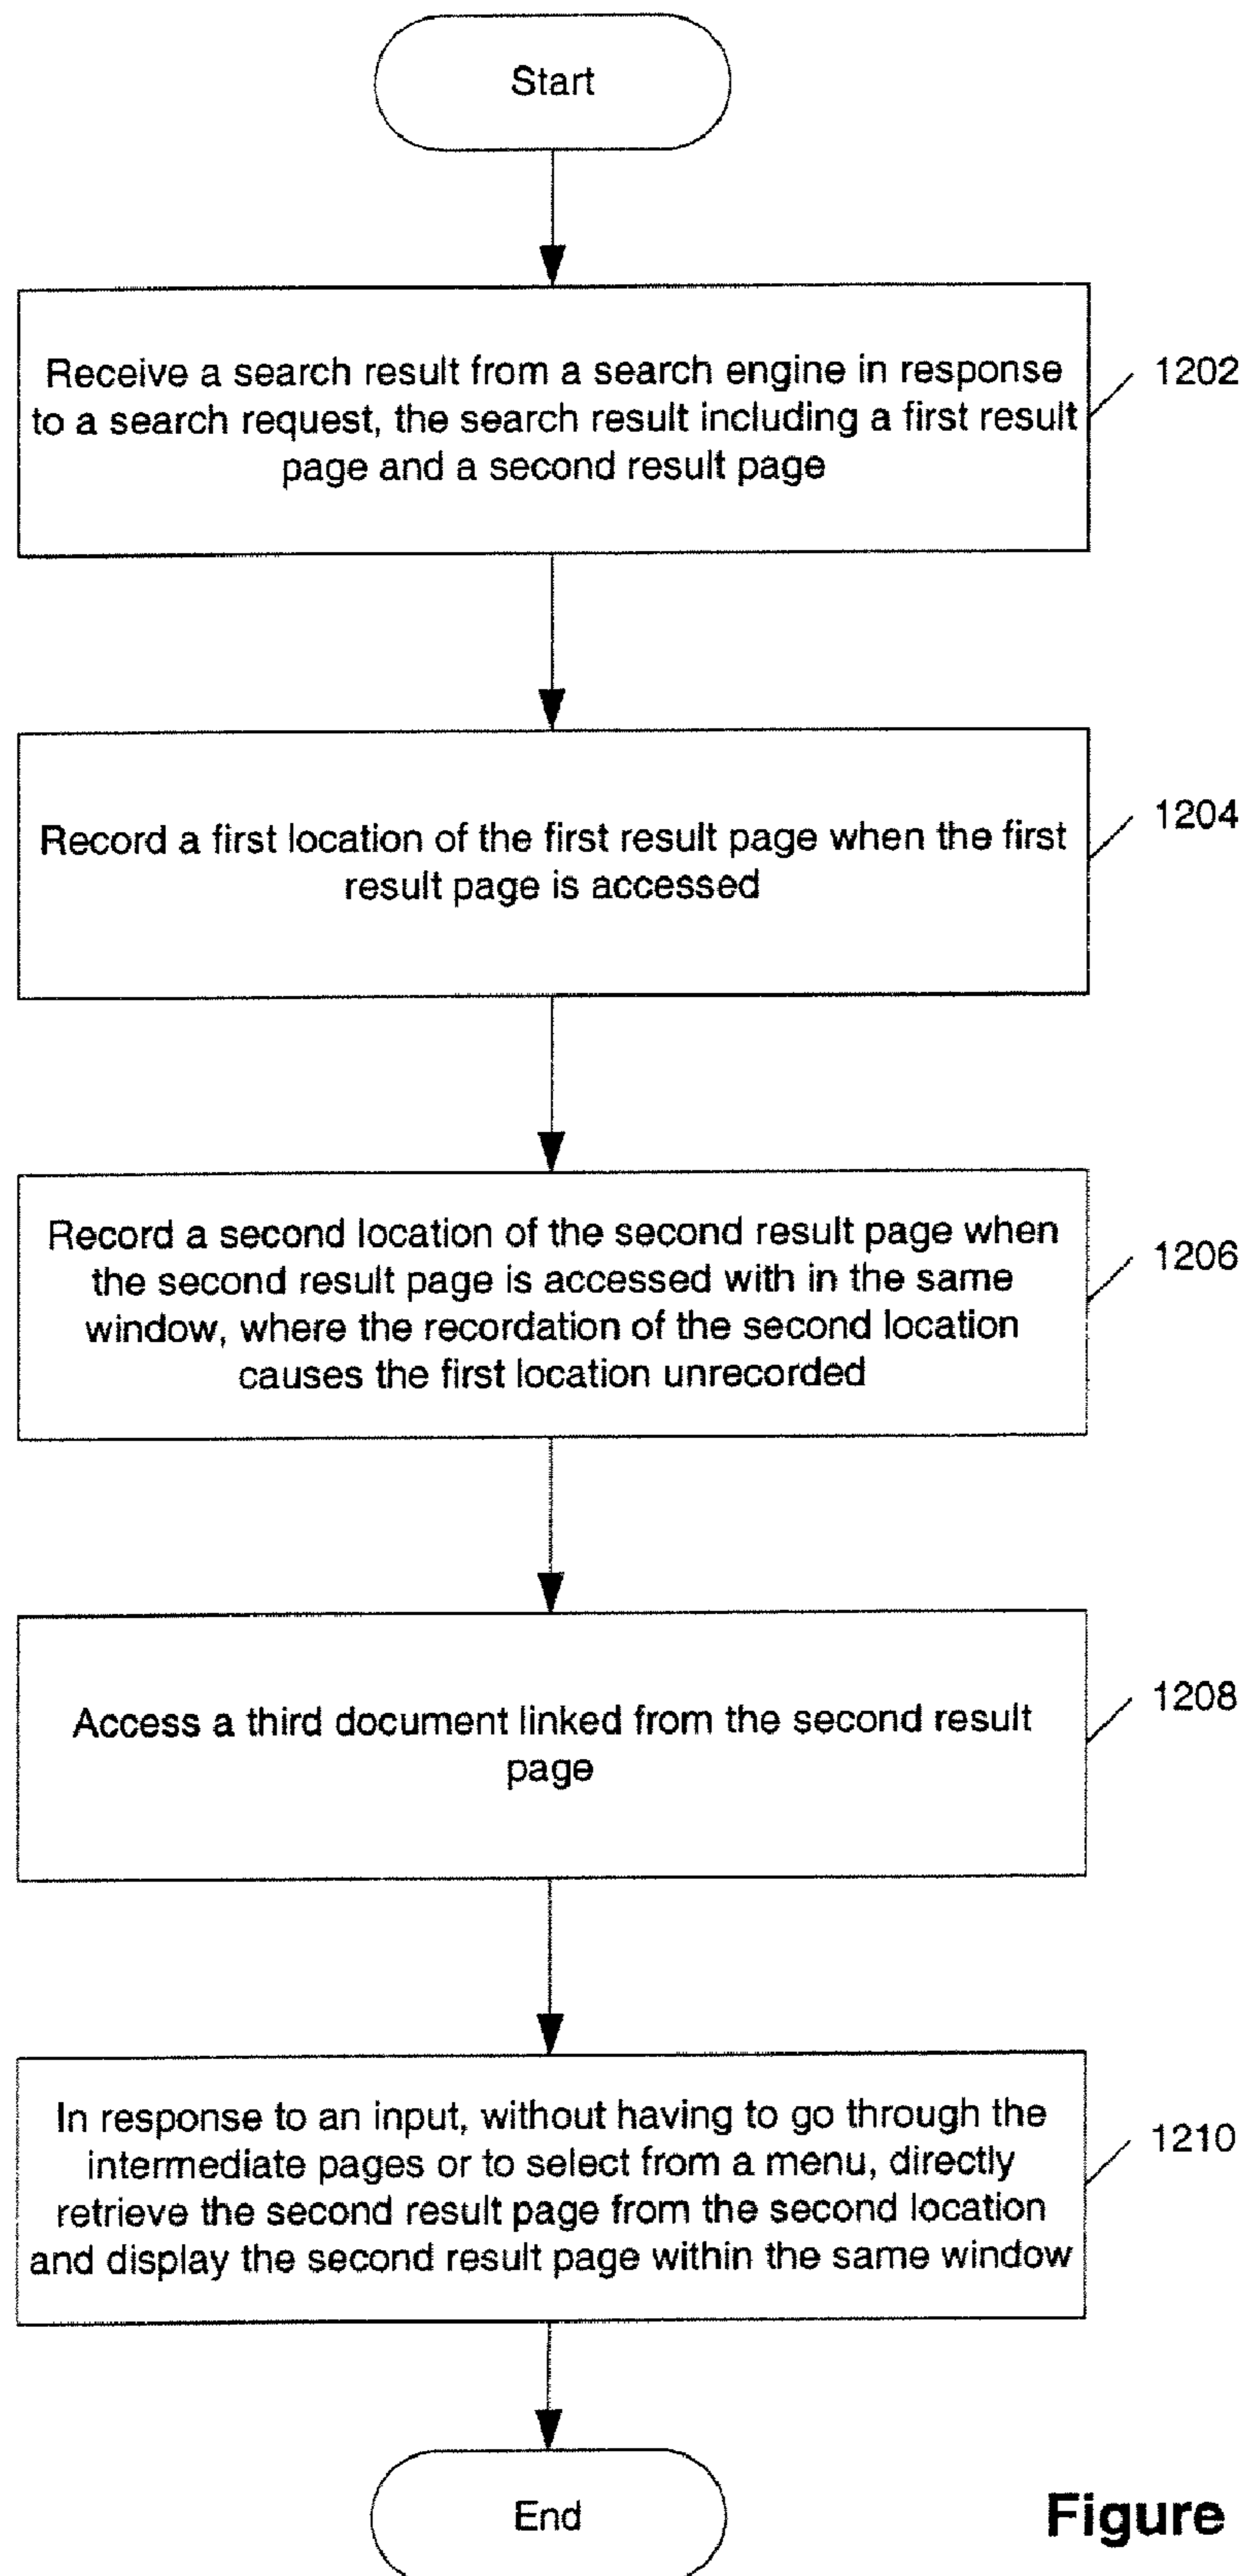 Start
Receive a search result from a search engine in response
to a search request, the search result including a first result
page and a second result page
1202
Record a first location of the first result page when the first
result page is accessed
1204
Record a second location of the second result page when
the second result page is accessed with in the same
window, where the recordation of the second location
causes the first location unrecorded
1206
Access a third document linked from the second result
page
1208
In response to an input, without having to go through the
intermediate pages or to select from a menu, directly
retrieve the second result page from the second location
and display the second result page within the same window
1210
End
Figure